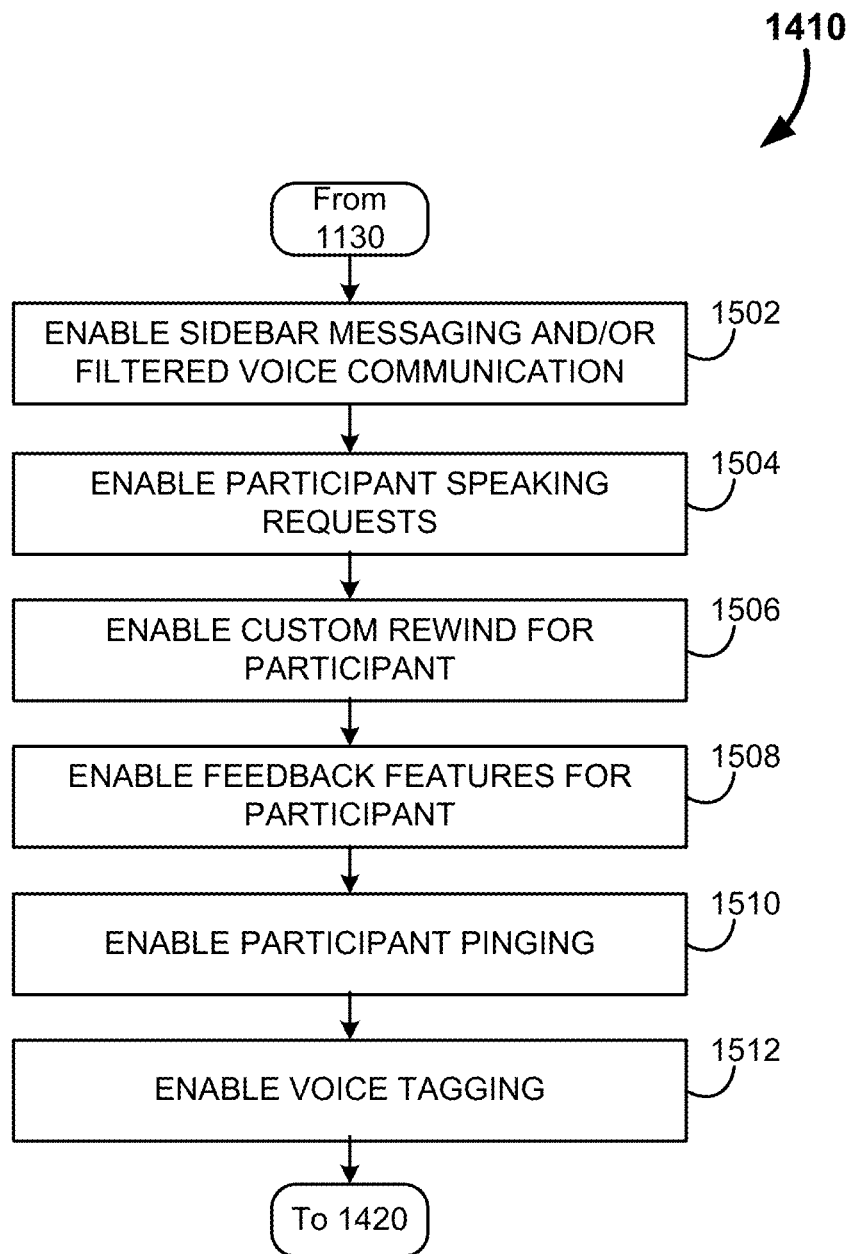 1410
From
1130
ENABLE SIDEBAR MESSAGING AND/OR
FILTERED VOICE COMMUNICATION
1502
ENABLE PARTICIPANT SPEAKING
REQUESTS
1504
ENABLE CUSTOM REWIND FOR
PARTICIPANT
1506
ENABLE FEEDBACK FEATURES FOR
PARTICIPANT
1508
ENABLE PARTICIPANT PINGING
1510
ENABLE VOICE TAGGING
1512
To 1420